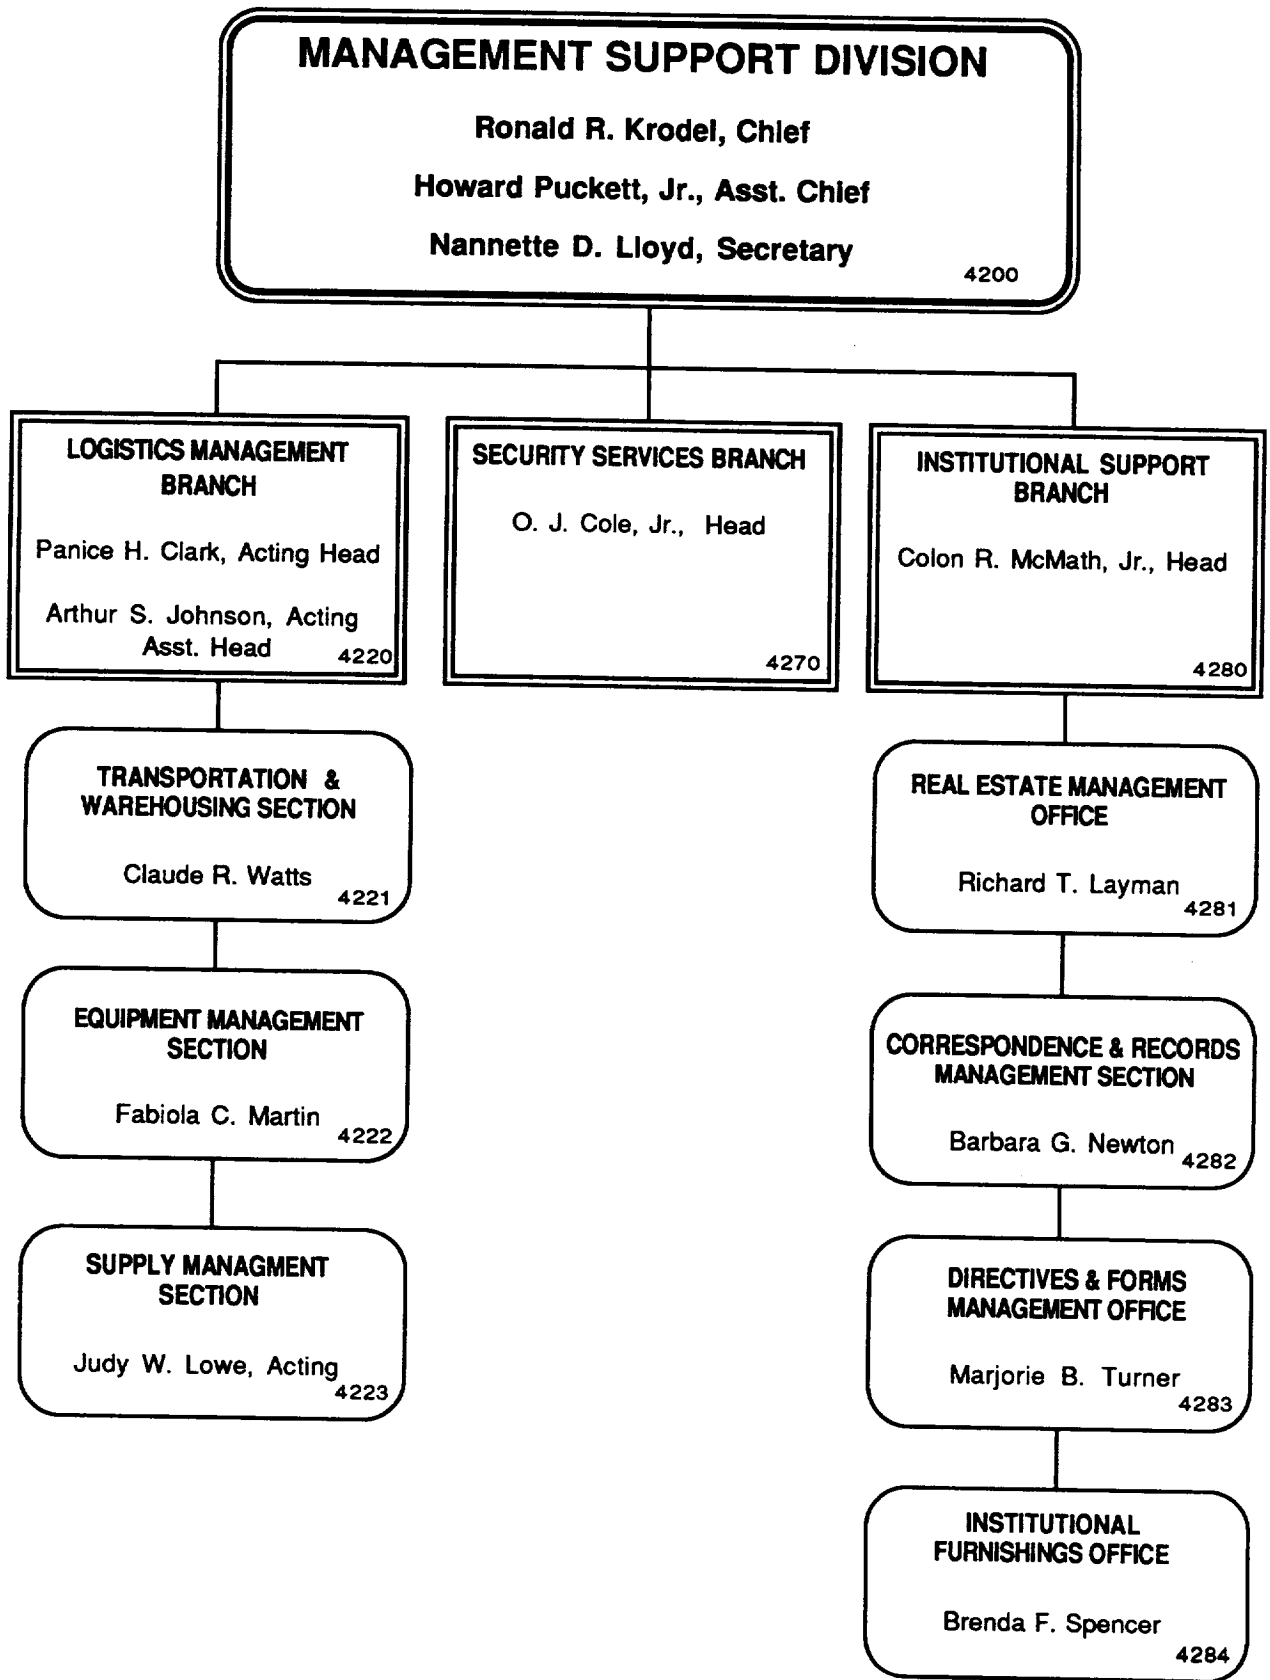 MANAGEMENT SUPPORT DIVISION
Ronald R. Krodel, Chief
Howard Puckett, Jr., Asst. Chief
Nannette D. Lloyd, Secretary
4200
LOGISTICS MANAGEMENT
BRANCH
Panice H. Clark, Acting Head
Arthur S. Johnson, Acting
Asst. Head
4220
SECURITY SERVICES BRANCH
O. J. Cole, Jr., Head
4270
INSTITUTIONAL SUPPORT
BRANCH
Colon R. McMath, Jr., Head
4280
TRANSPORTATION &
WAREHOUSING SECTION
Claude R. Watts
4221
EQUIPMENT MANAGEMENT
SECTION
Fabiola C. Martin
4222
SUPPLY MANAGMENT
SECTION
Judy W. Lowe, Acting
4223
REAL ESTATE MANAGEMENT
OFFICE
Richard T. Layman
4281
CORRESPONDENCE & RECORDS
MANAGEMENT SECTION
Barbara G. Newton
4282
DIRECTIVES & FORMS
MANAGEMENT OFFICE
Marjorie B. Turner
4283
INSTITUTIONAL
FURNISHINGS OFFICE
Brenda F. Spencer
4284